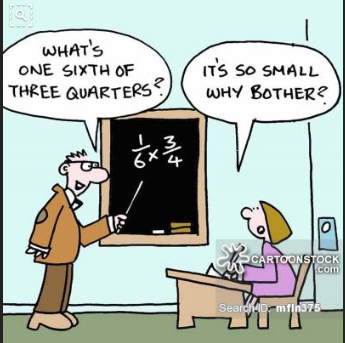 WHAT'S
ONE SIXTH OF
THREE QUARTERS?
IT'S SO SMALL
WHY BOTHER?
1/6 × 3/4
CARTOONSTOCK
.com
Search ID: mfln375